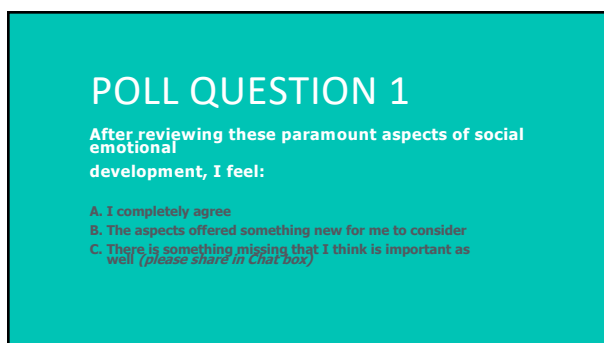 POLL QUESTION 1
After reviewing these paramount aspects of social
emotional
development, I feel:
A. I completely agree
B. The aspects offered something new for me to consider
C. There is something missing that I think is important as
well (please share in Chat box)